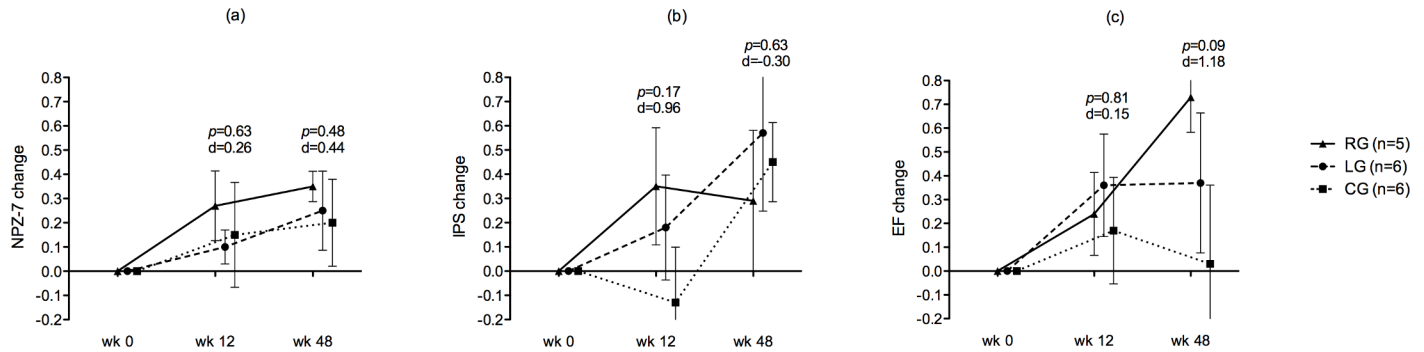 (a)
NPZ-7 change
0.8
0.7
0.6
0.5
0.4
0.3
0.2
0.1
0.0
-0.1
-0.2
p=0.63
d=0.26
p=0.48
d=0.44
wk 0
wk 12
wk 48
(b)
IPS change
0.8
0.7
0.6
0.5
0.4
0.3
0.2
0.1
0.0
-0.1
-0.2
p=0.17
d=0.96
p=0.63
d=-0.30
wk 0
wk 12
wk 48
(c)
EF change
0.8
0.7
0.6
0.5
0.4
0.3
0.2
0.1
0.0
-0.1
-0.2
p=0.81
d=0.15
p=0.09
d=1.18
wk 0
wk 12
wk 48
RG (n=5)
LG (n=6)
CG (n=6)